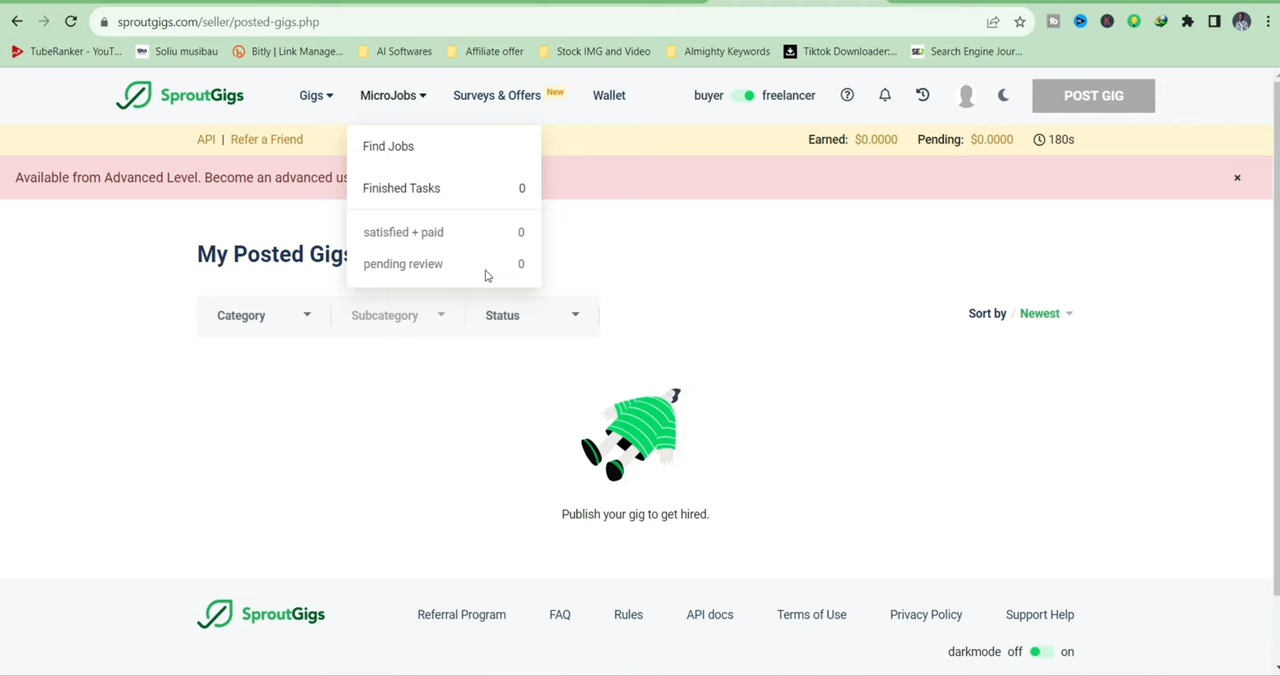 sproutgigs.com/seller/posted-gigs.php
TubeRanker - YouT... Soliu musibau Bitly | Link Manage... AI Softwares Affiliate offer Stock IMG and Video Almighty Keywords Tiktok Downloader:... SEJ Search Engine Jour...
SproutGigs Gigs MicroJobs Surveys & Offers New Wallet buyer freelancer POST GIG
API | Refer a Friend Earned: $0.0000 Pending: $0.0000 180s
Available from Advanced Level. Become an advanced us
Find Jobs
Finished Tasks 0
satisfied + paid 0
pending review 0
My Posted Gigs
Category Subcategory Status Sort by / Newest
Publish your gig to get hired.
SproutGigs Referral Program FAQ Rules API docs Terms of Use Privacy Policy Support Help
darkmode off on